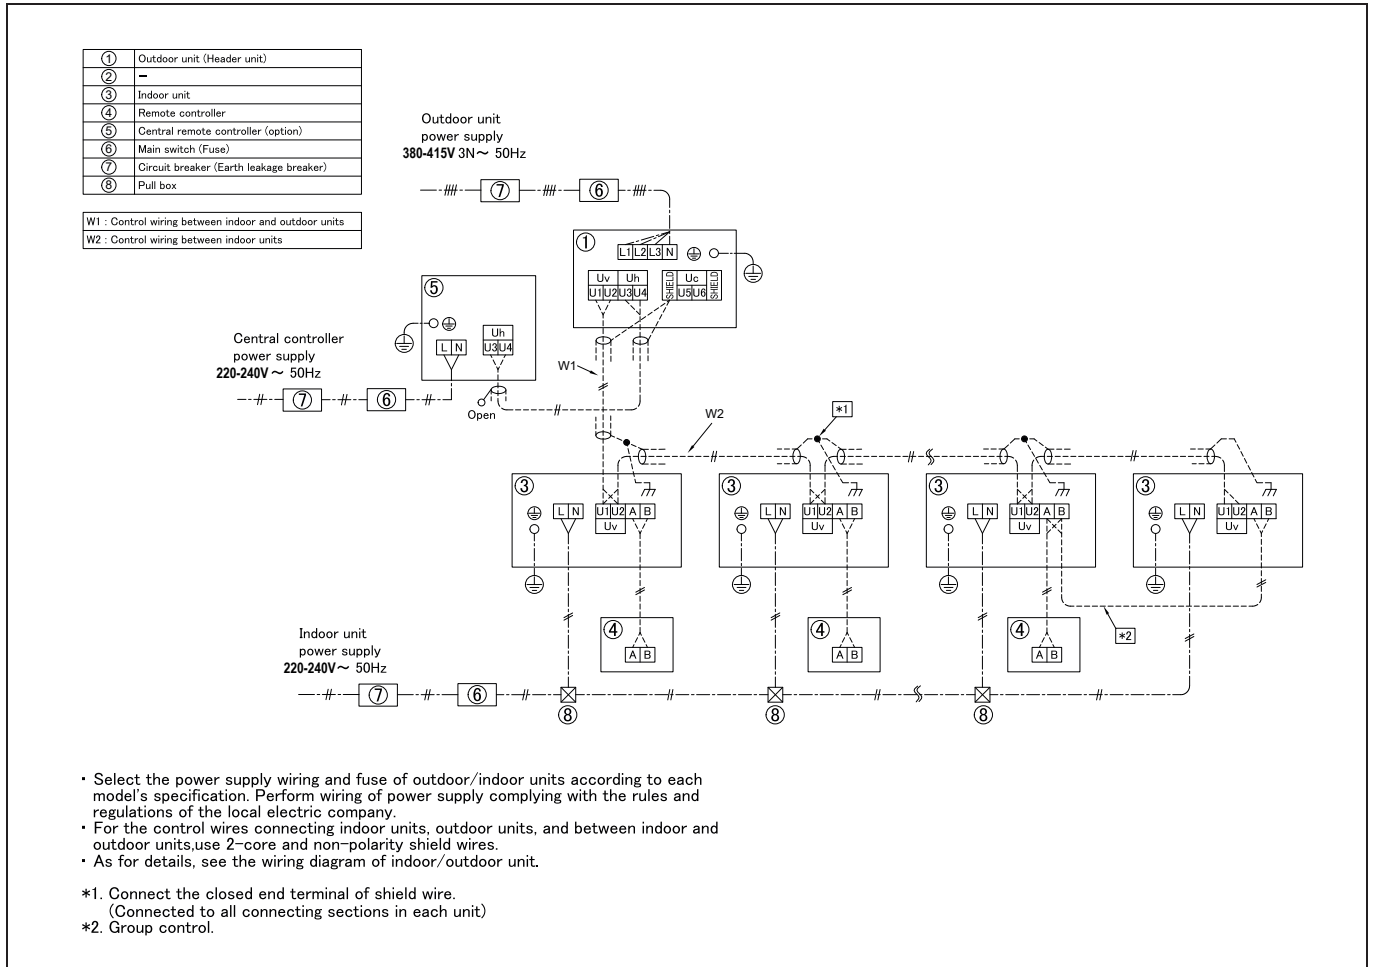 ① Outdoor unit (Header unit)
② −
③ Indoor unit
④ Remote controller
⑤ Central remote controller (option)
⑥ Main switch (Fuse)
⑦ Circuit breaker (Earth leakage breaker)
⑧ Pull box
W1 : Control wiring between indoor and outdoor units
W2 : Control wiring between indoor units
Outdoor unit
power supply
380-415V 3N〜 50Hz
⑦ ⑥
①
L1 L2 L3 N
Uv Uh SHIELD Uc SHIELD
U1 U2 U3 U4 U5 U6
⑤
Uh
L N U3 U4
Central controller
power supply
220-240V〜 50Hz
⑦ ⑥
Open
W1
W2
*1
③ ③ ③ ③
L N U1 U2 A B
Uv
L N U1 U2 A B
Uv
L N U1 U2 A B
Uv
L N U1 U2 A B
Uv
④ ④ ④
A B A B A B
*2
Indoor unit
power supply
220-240V〜 50Hz
⑦ ⑥
⑧ ⑧ ⑧
・ Select the power supply wiring and fuse of outdoor/indoor units according to each
model's specification. Perform wiring of power supply complying with the rules and
regulations of the local electric company.
・ For the control wires connecting indoor units, outdoor units, and between indoor and
outdoor units,use 2-core and non-polarity shield wires.
・ As for details, see the wiring diagram of indoor/outdoor unit.
*1. Connect the closed end terminal of shield wire.
(Connected to all connecting sections in each unit)
*2. Group control.